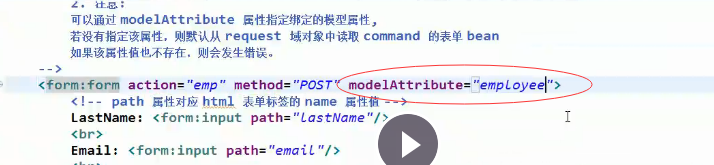 2. 注意:
可以通过 modelAttribute 属性指定绑定的模型属性,
若没有指定该属性，则默认从 request 域对象中读取 command 的表单 bean
如果该属性值也不存在，则会发生错误。
-->
<form:form action="emp" method="POST" modelAttribute="employee">
<!-- path 属性对应 html 表单标签的 name 属性值 -->
LastName: <form:input path="lastName"/>
<br>
Email: <form:input path="email"/>
<br>